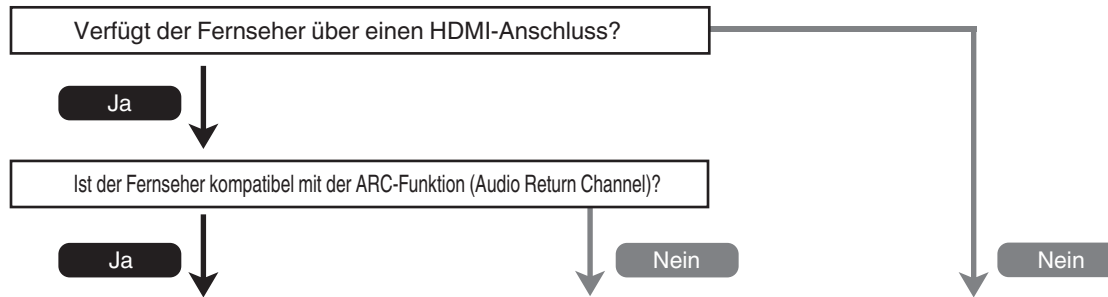 Verfügt der Fernseher über einen HDMI-Anschluss?
Ja
Ist der Fernseher kompatibel mit der ARC-Funktion (Audio Return Channel)?
Ja
Nein
Nein